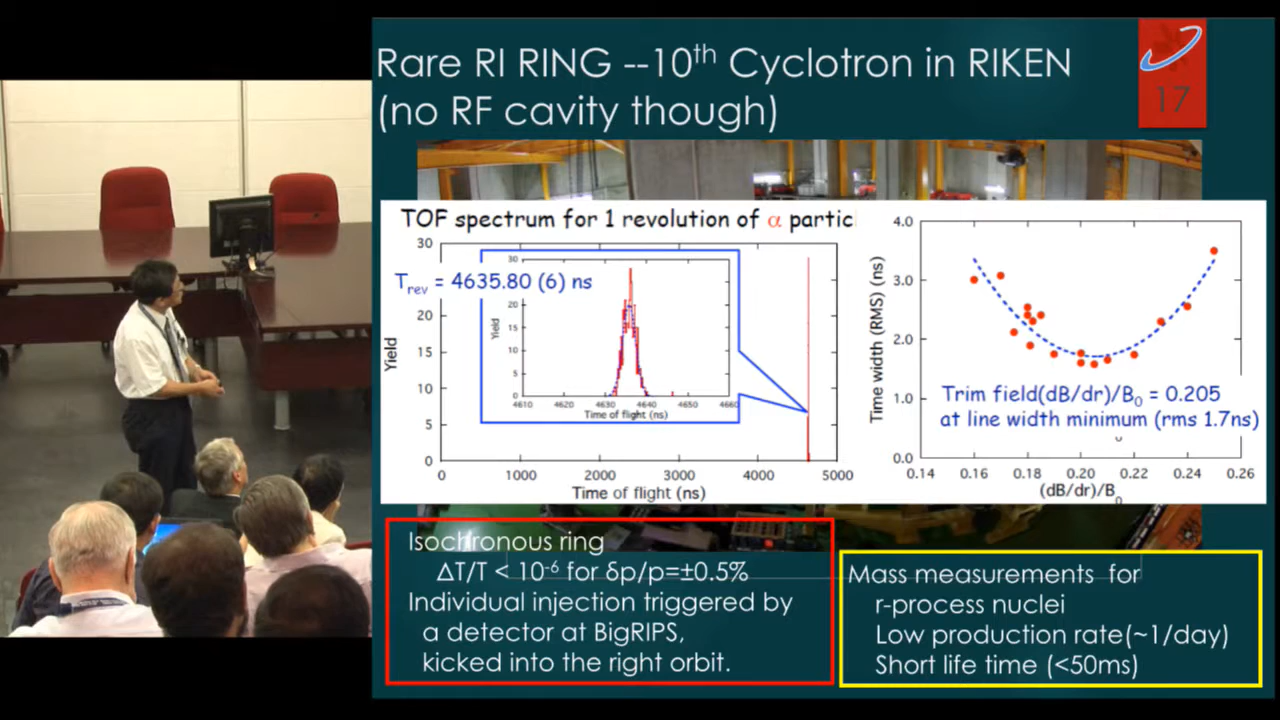 Rare RI RING --10th Cyclotron in RIKEN
(no RF cavity though)
17
TOF spectrum for 1 revolution of α partic
Trev = 4635.80 (6) ns
Yield
30
25
20
15
10
5
0
0 1000 2000 3000 4000 5000
Time of flight (ns)
Yield
30
25
20
15
10
5
0
4610 4620 4630 4640 4650 4660
Time of flight (ns)
Time width (RMS) (ns)
4.0
3.0
2.0
1.0
0.0
Trim field(dB/dr)/B0 = 0.205
at line width minimum (rms 1.7ns)
0.14 0.16 0.18 0.20 0.22 0.24 0.26
(dB/dr)/B0
Isochronous ring
ΔT/T < 10-6 for δp/p=±0.5%
Individual injection triggered by
a detector at BigRIPS,
kicked into the right orbit.
Mass measurements for
r-process nuclei
Low production rate(~1/day)
Short life time (<50ms)